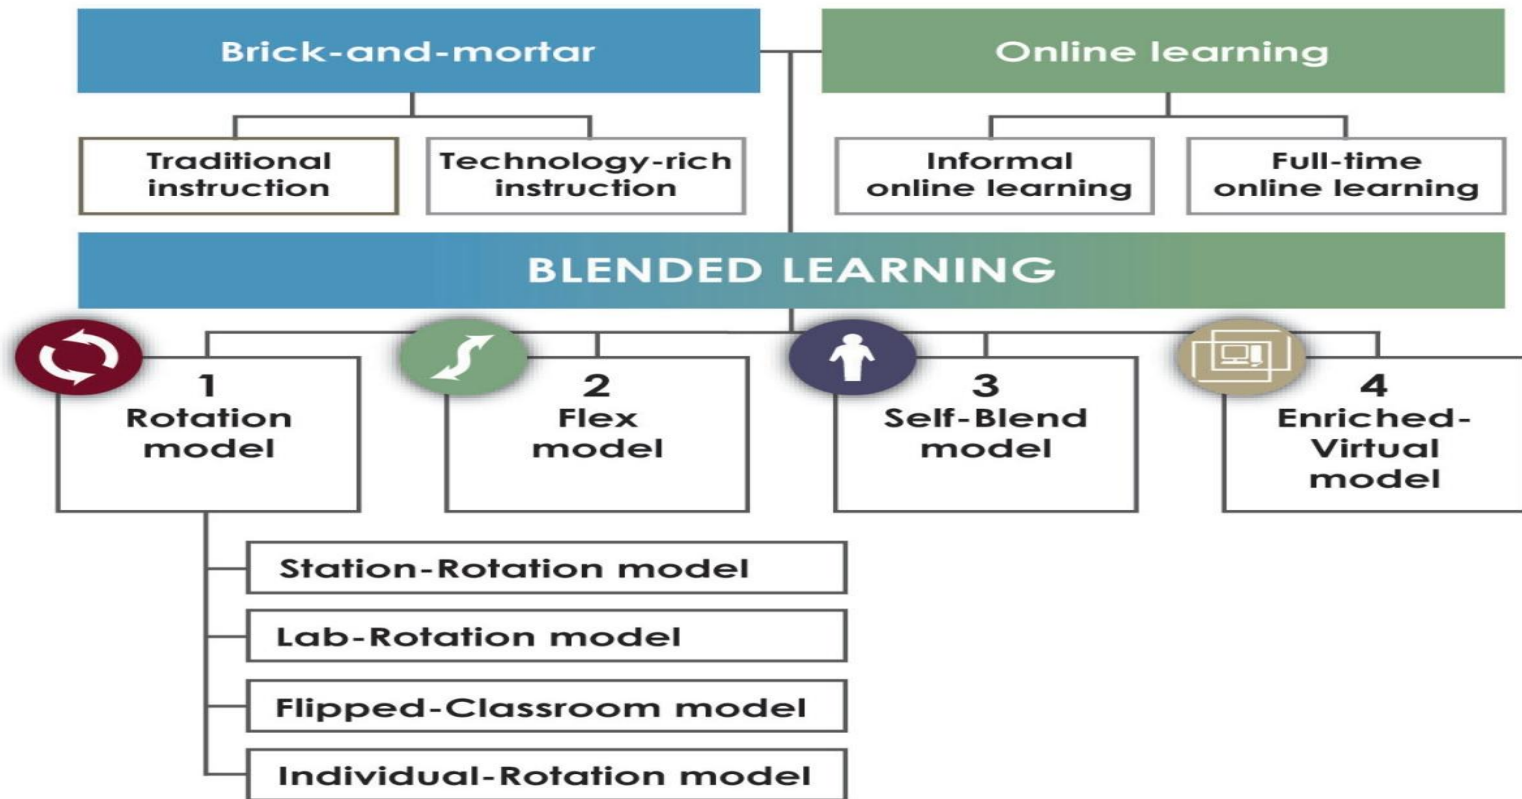 Brick-and-mortar
Online learning
Traditional
instruction
Technology-rich
instruction
Informal
online learning
Full-time
online learning
BLENDED LEARNING
1
Rotation
model
2
Flex
model
3
Self-Blend
model
4
Enriched-
Virtual
model
Station-Rotation model
Lab-Rotation model
Flipped-Classroom model
Individual-Rotation model